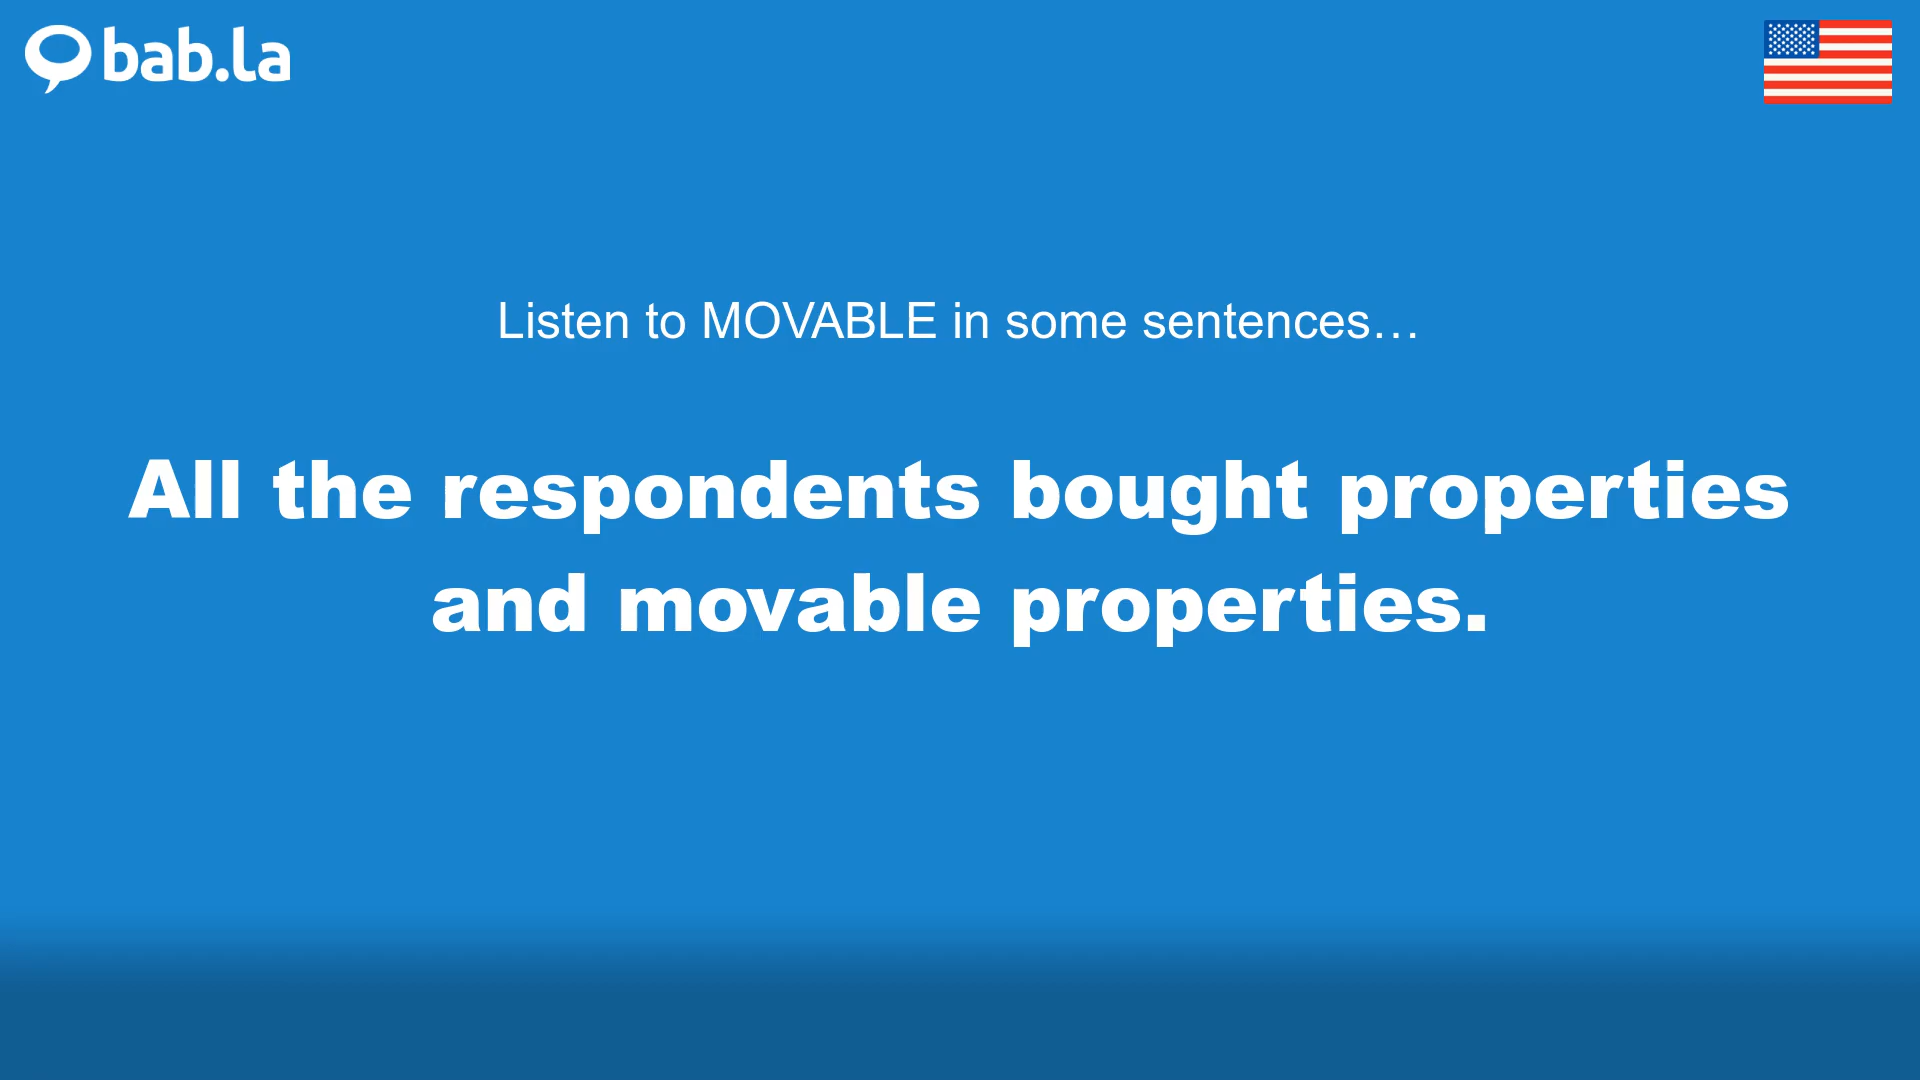 bab.la
Listen to MOVABLE in some sentences…
All the respondents bought properties
and movable properties.